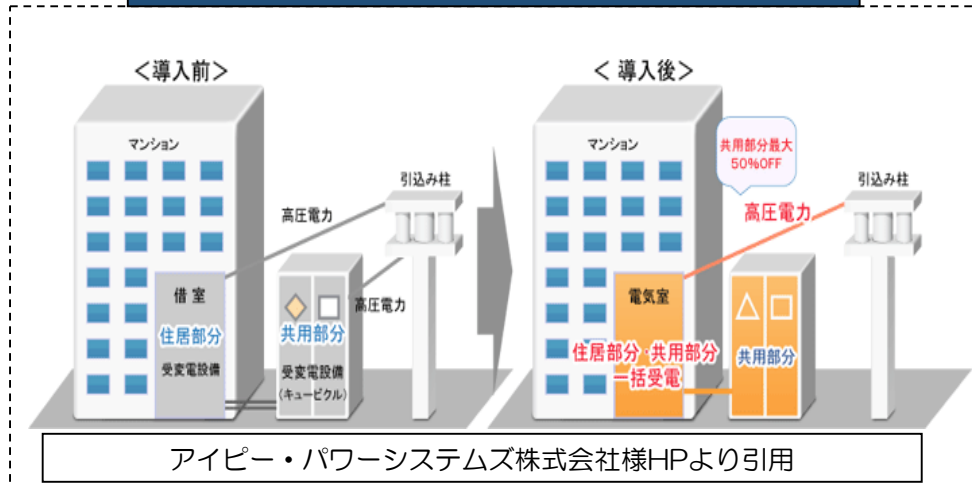 ＜導入前＞
マンション
引込み柱
高圧電力
借室
住居部分
受変電設備
高圧電力
共用部分
受変電設備
(キュービクル)
＜導入後＞
マンション
共用部分最大
50%OFF
引込み柱
高圧電力
電気室
住居部分・共用部分
一括受電
共用部分
アイピー・パワーシステムズ株式会社様HPより引用